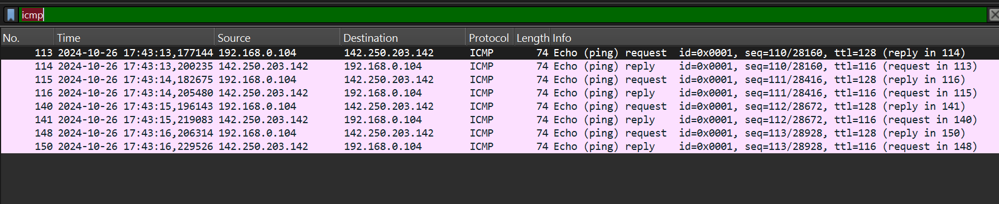 icmp
No. Time Source Destination Protocol Length Info
113 2024-10-26 17:43:13,177144 192.168.0.104 142.250.203.142 ICMP 74 Echo (ping) request id=0x0001, seq=110/28160, ttl=128 (reply in 114)
114 2024-10-26 17:43:13,200235 142.250.203.142 192.168.0.104 ICMP 74 Echo (ping) reply id=0x0001, seq=110/28160, ttl=116 (request in 113)
115 2024-10-26 17:43:14,182675 192.168.0.104 142.250.203.142 ICMP 74 Echo (ping) request id=0x0001, seq=111/28416, ttl=128 (reply in 116)
116 2024-10-26 17:43:14,205480 142.250.203.142 192.168.0.104 ICMP 74 Echo (ping) reply id=0x0001, seq=111/28416, ttl=116 (request in 115)
140 2024-10-26 17:43:15,196143 192.168.0.104 142.250.203.142 ICMP 74 Echo (ping) request id=0x0001, seq=112/28672, ttl=128 (reply in 141)
141 2024-10-26 17:43:15,219083 142.250.203.142 192.168.0.104 ICMP 74 Echo (ping) reply id=0x0001, seq=112/28672, ttl=116 (request in 140)
148 2024-10-26 17:43:16,206314 192.168.0.104 142.250.203.142 ICMP 74 Echo (ping) request id=0x0001, seq=113/28928, ttl=128 (reply in 150)
150 2024-10-26 17:43:16,229526 142.250.203.142 192.168.0.104 ICMP 74 Echo (ping) reply id=0x0001, seq=113/28928, ttl=116 (request in 148)